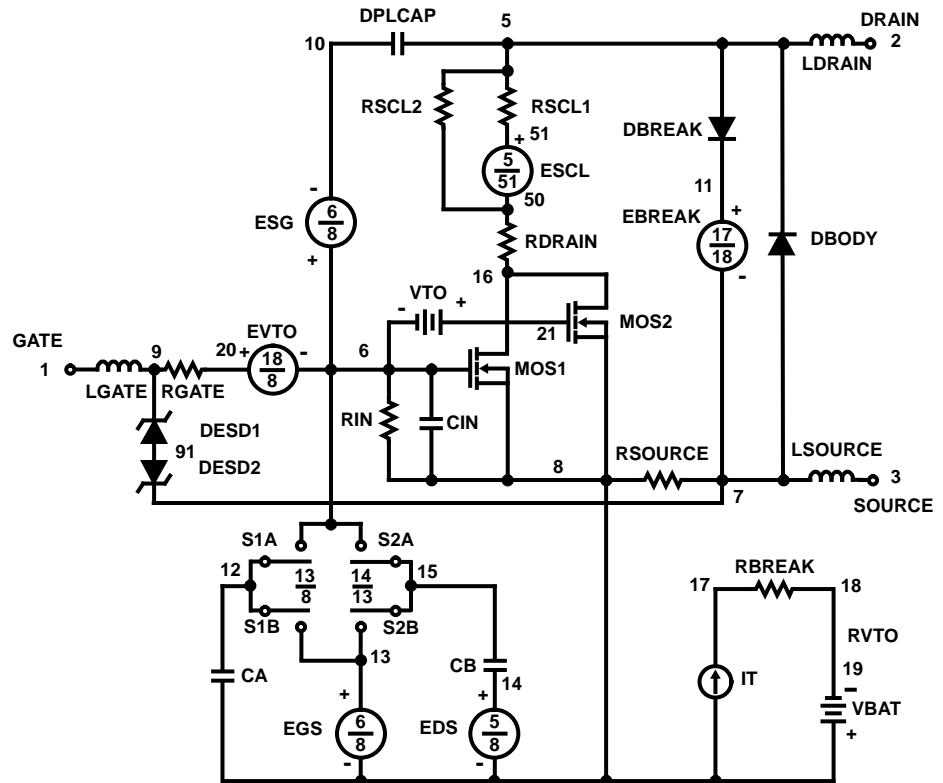 DPLCAP
5
DRAIN
2
10
LDRAIN
RSCL2
RSCL1
+ 51
DBREAK
5
51
ESCL
50
11
-
ESG
6
8
+
EBREAK
+
17
18
-
DBODY
RDRAIN
16
VTO
- +
21
MOS2
GATE
1
9
20
EVTO
+ 18
8 -
6
MOS1
LGATE
RGATE
RIN
CIN
DESD1
91
DESD2
8
RSOURCE
7
LSOURCE
3
SOURCE
S1A
S2A
12
13
8
14
13
15
S1B
S2B
13
RBREAK
17
18
RVTO
CA
CB
14
IT
19
-
VBAT
+
+
EGS
6
8
-
+
EDS
5
8
-